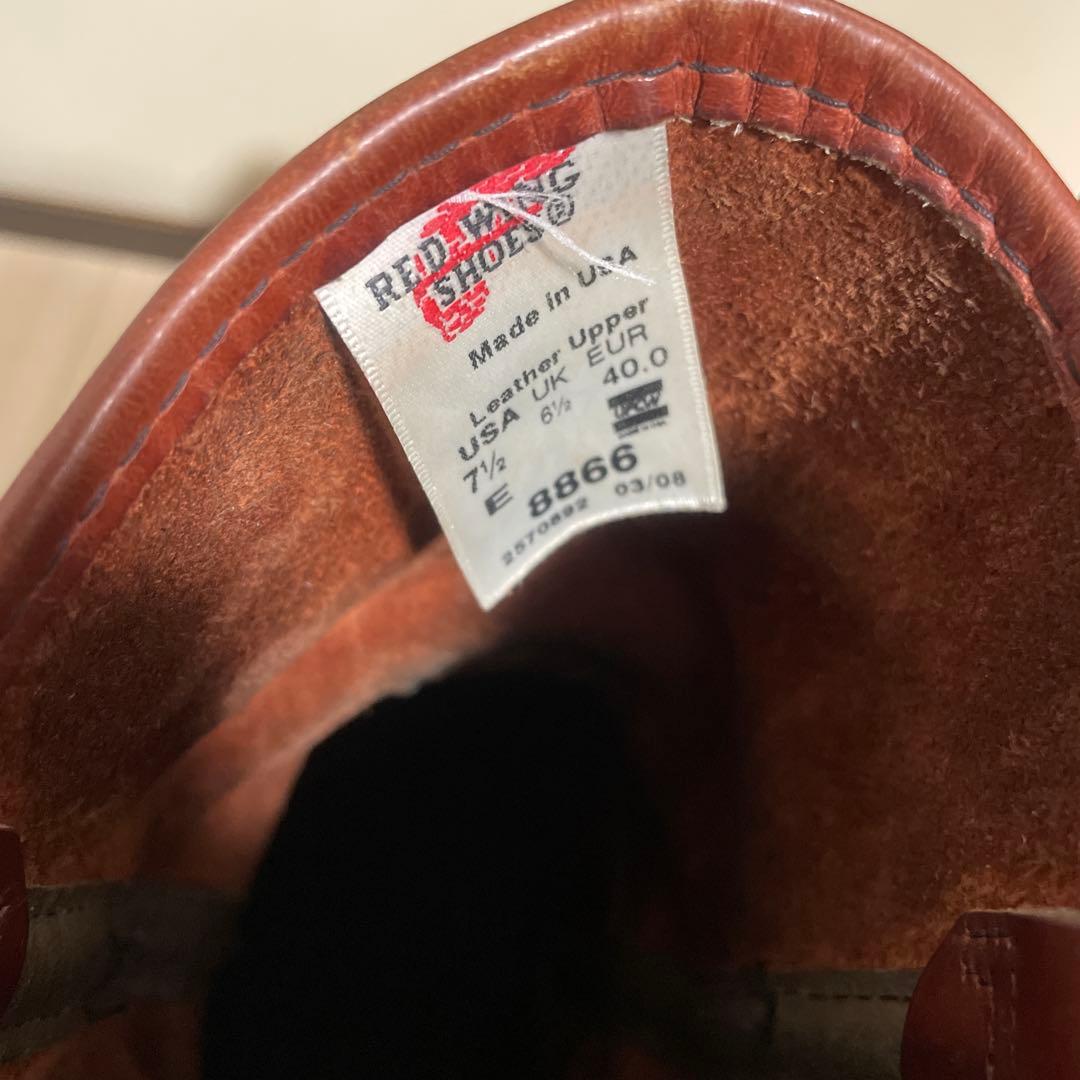 RED WING
SHOES®
Made in USA
Leather Upper
USA UK EUR
7½ 6½ 40.0
E 8866 UFCW
2570892 03/08